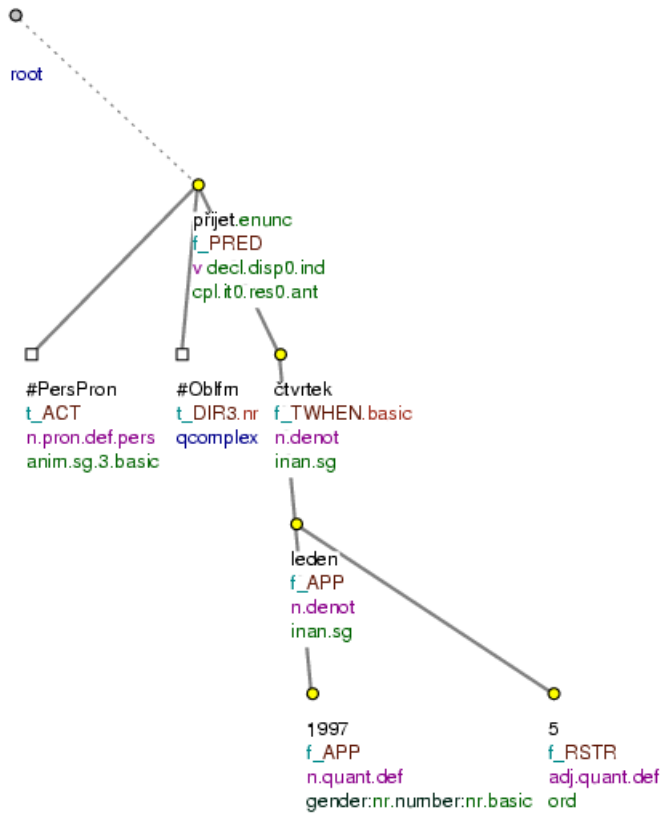 root
přijet.enunc
f_PRED
v decl.disp0.ind
cpl.it0.res0.ant
#PersPron
t_ACT
n.pron.def.pers
anim.sg.3.basic
#Oblfm
t_DIR3.nr
qcomplex
čtvrtek
f_TWHEN.basic
n.denot
inan.sg
leden
f_APP
n.denot
inan.sg
1997
f_APP
n.quant.def
gender:nr.number:nr.basic
5
f_RSTR
adj.quant.def
ord